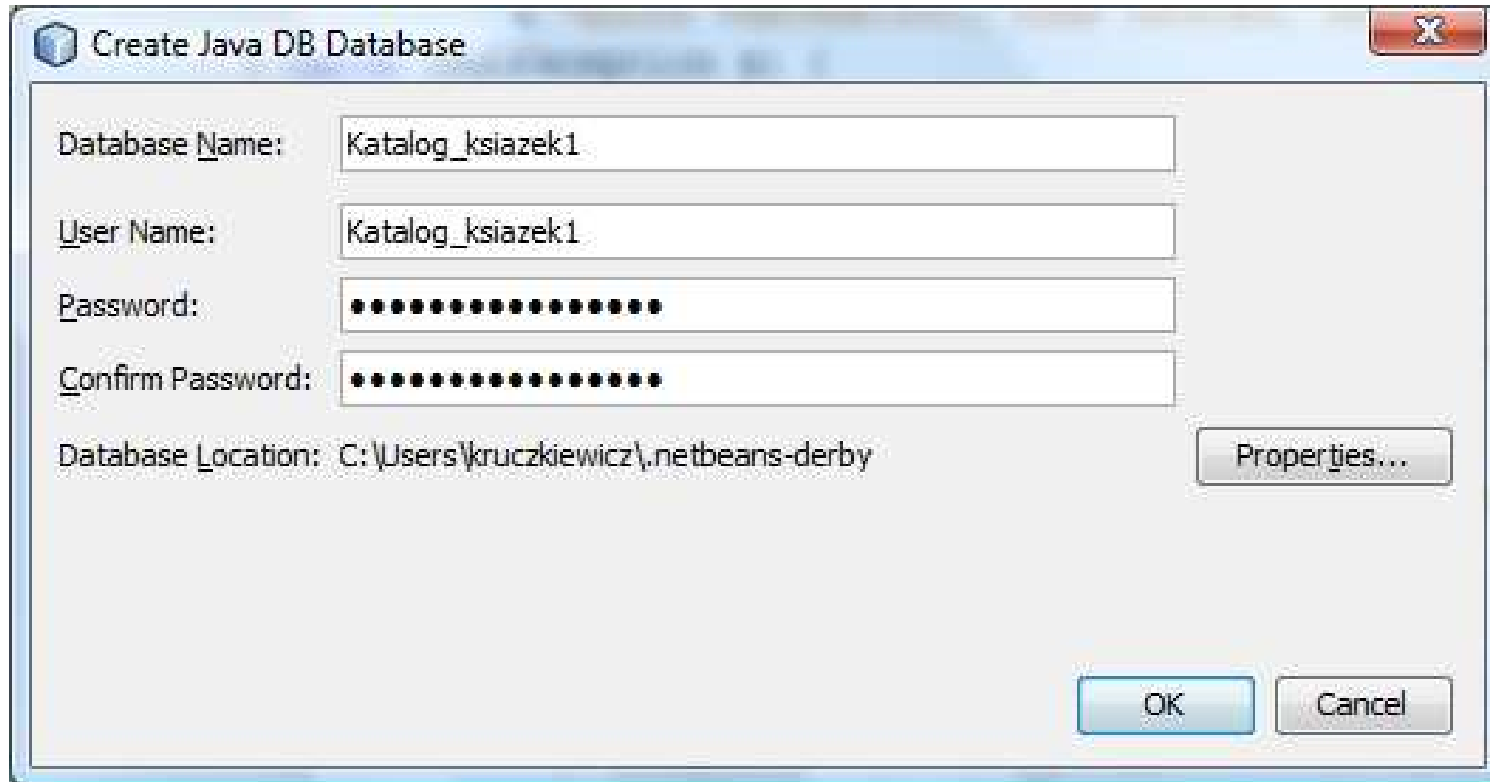 Create Java DB Database
Database Name: Katalog_ksiazek1
User Name: Katalog_ksiazek1
Password: ••••••••••••••••
Confirm Password: ••••••••••••••••
Database Location: C:\Users\kruczkiewicz\.netbeans-derby Properties...
OK Cancel